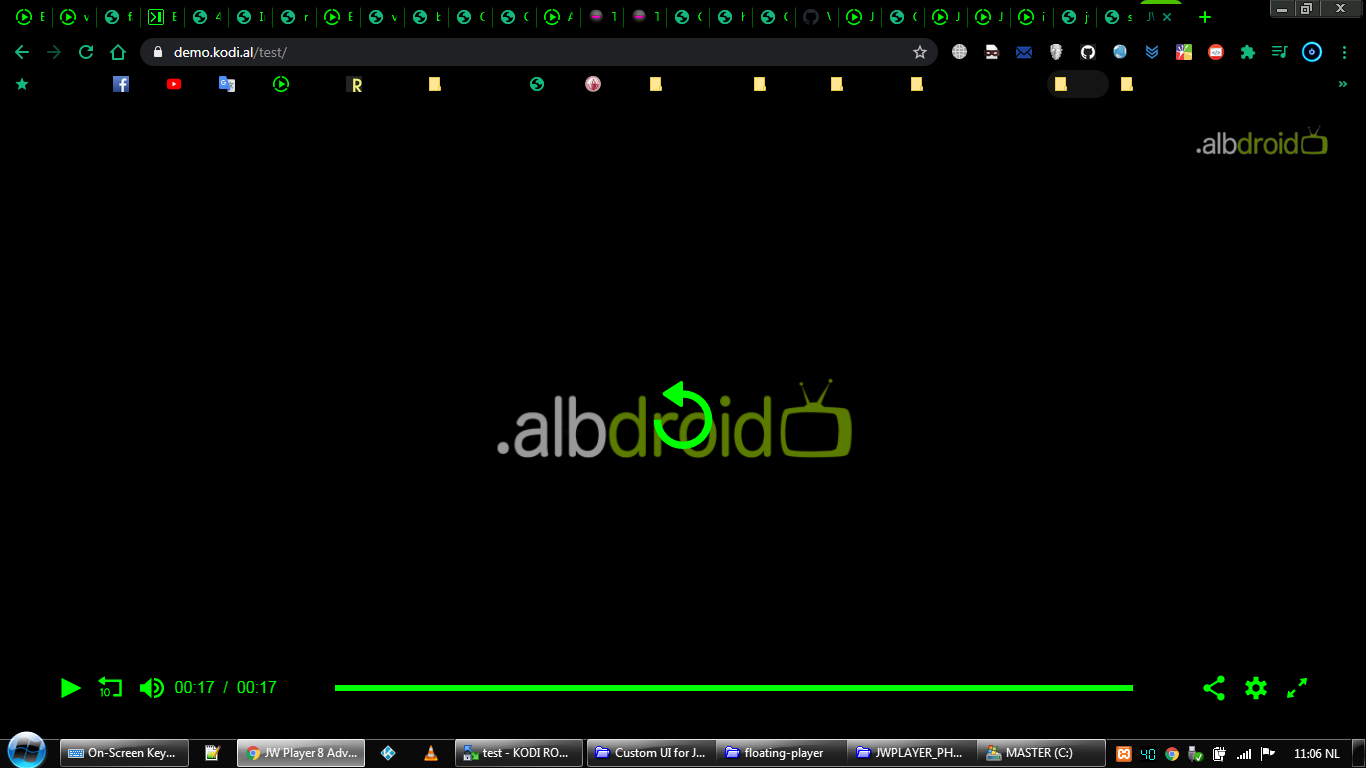 demo.kodi.al/test/
.albdroid
.albdroid
10
00:17 / 00:17
On-Screen Key...
JW Player 8 Adv...
test - KODI RO...
Custom UI for J...
floating-player
JWPLAYER_PH...
MASTER (C:)
40
11:06 NL